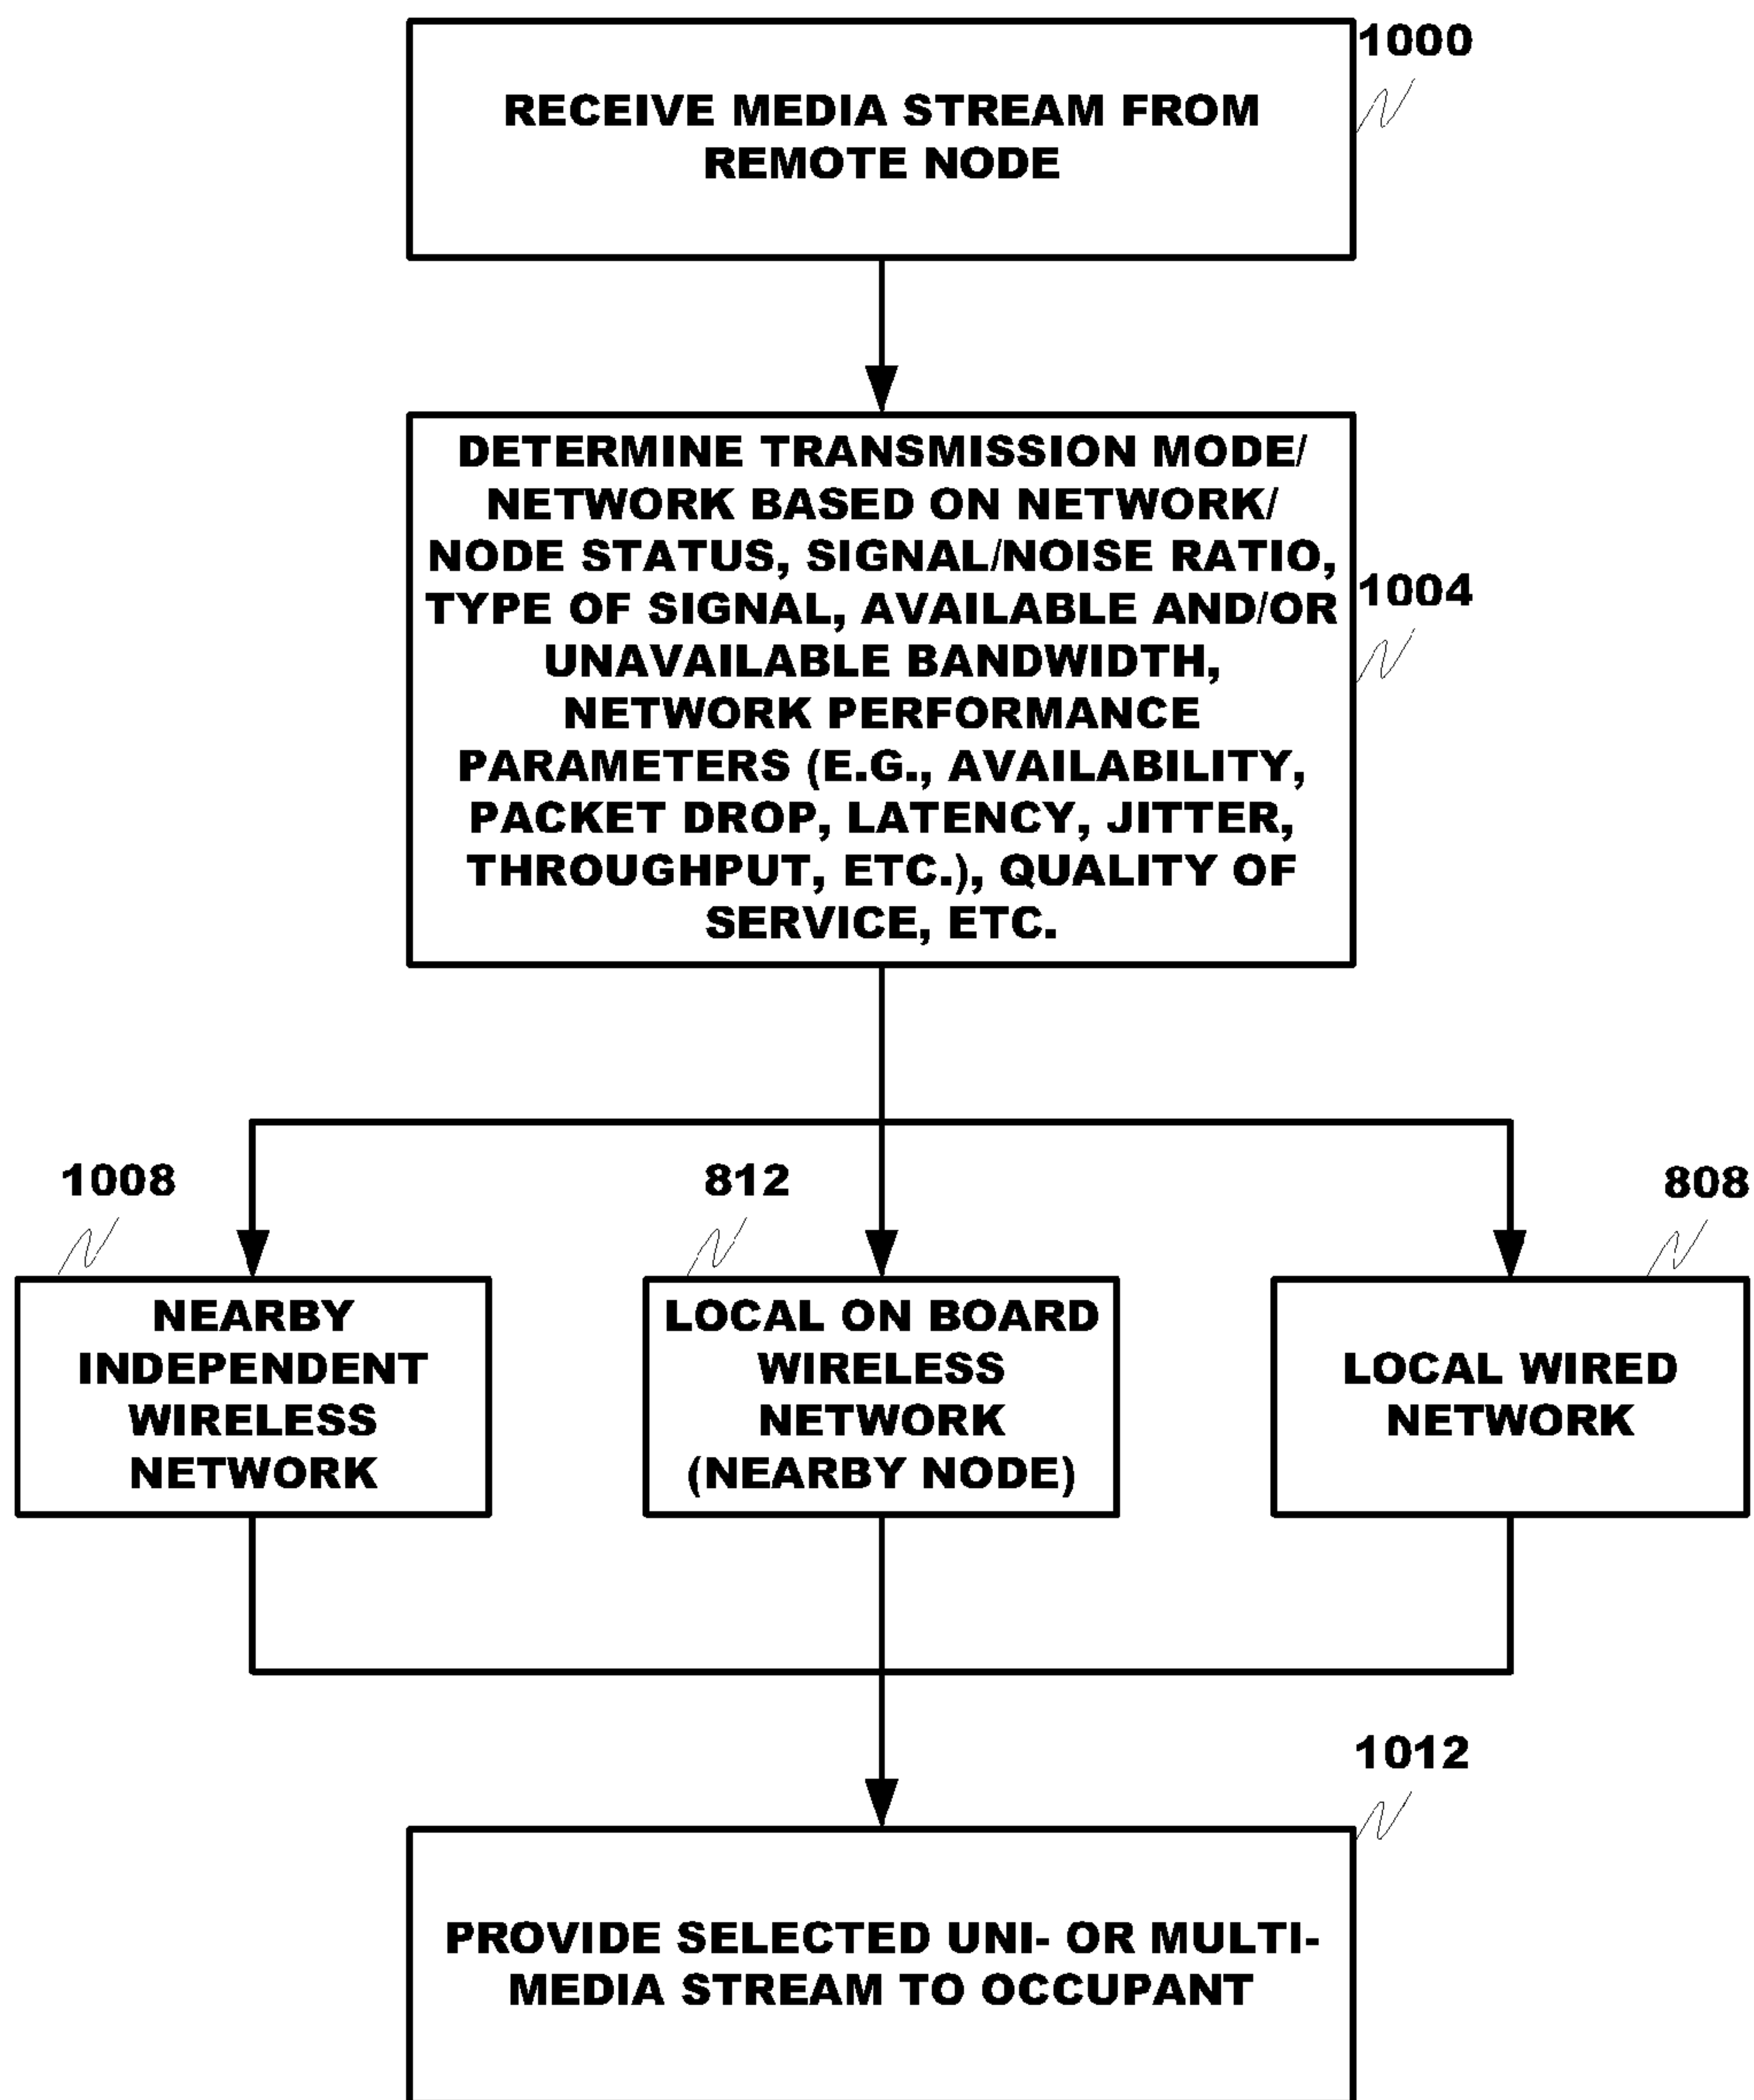 1000
RECEIVE MEDIA STREAM FROM
REMOTE NODE
DETERMINE TRANSMISSION MODE/
NETWORK BASED ON NETWORK/
NODE STATUS, SIGNAL/NOISE RATIO,
TYPE OF SIGNAL, AVAILABLE AND/OR
UNAVAILABLE BANDWIDTH,
NETWORK PERFORMANCE
PARAMETERS (E.G., AVAILABILITY,
PACKET DROP, LATENCY, JITTER,
THROUGHPUT, ETC.), QUALITY OF
SERVICE, ETC.
1004
1008
NEARBY
INDEPENDENT
WIRELESS
NETWORK
812
LOCAL ON BOARD
WIRELESS
NETWORK
(NEARBY NODE)
808
LOCAL WIRED
NETWORK
1012
PROVIDE SELECTED UNI- OR MULTI-
MEDIA STREAM TO OCCUPANT